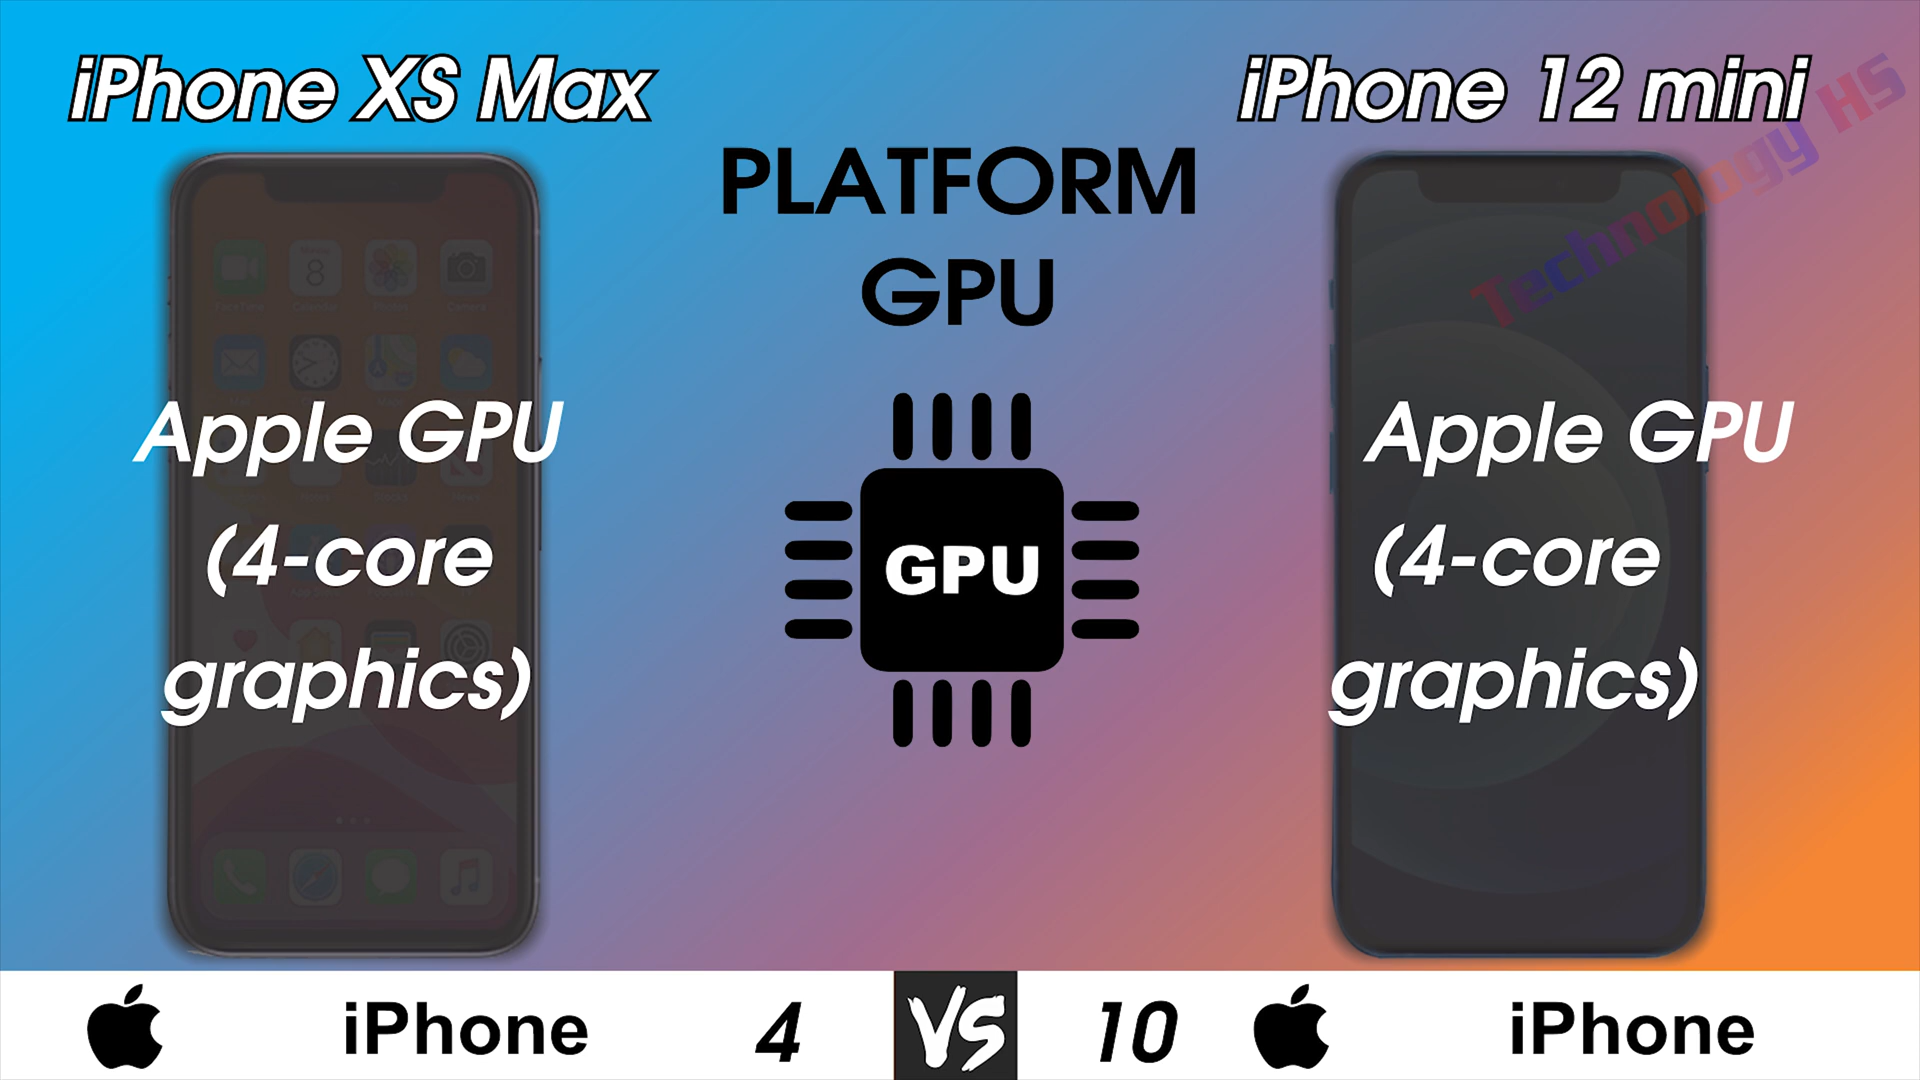 iPhone XS Max
iPhone 12 mini
Technology HS
PLATFORM
GPU
8
Apple GPU
(4-core
graphics)
GPU
Apple GPU
(4-core
graphics)
iPhone
4
VS
10
iPhone